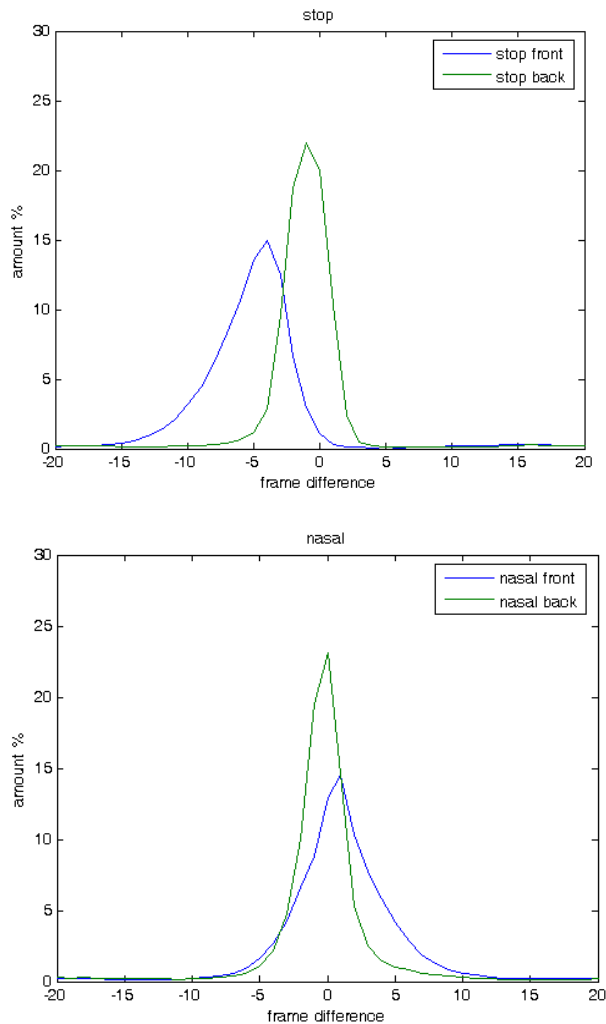 stop
30
25
20
15
10
5
0
amount %
stop front
stop back
-20 -15 -10 -5 0 5 10 15 20
frame difference
nasal
30
25
20
15
10
5
0
amount %
nasal front
nasal back
-20 -15 -10 -5 0 5 10 15 20
frame difference